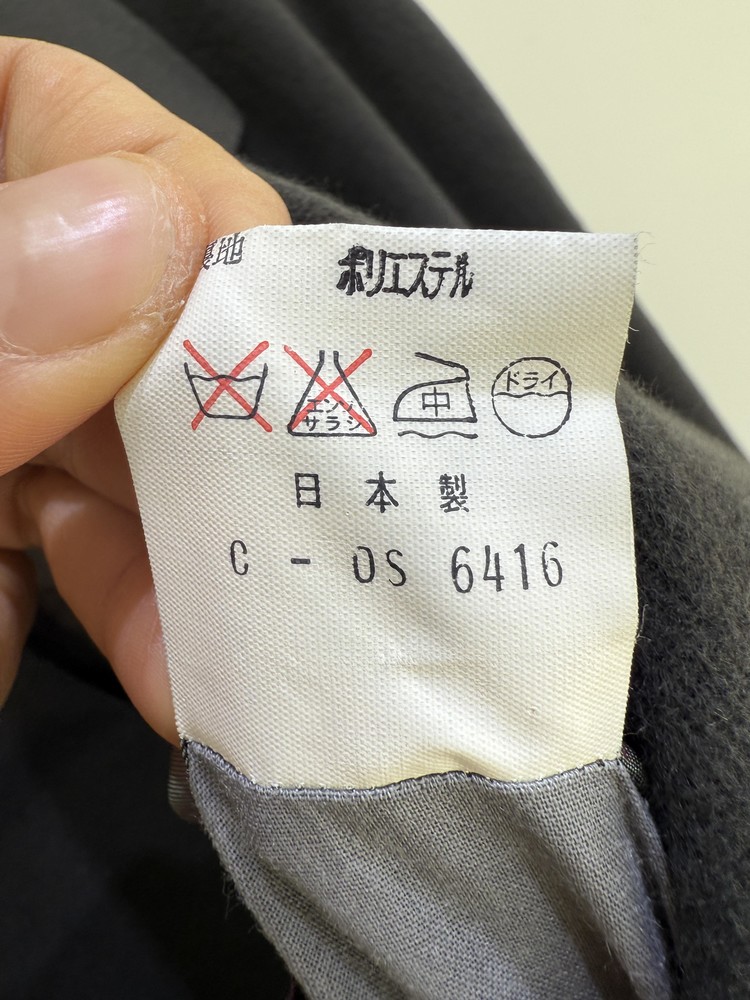 裏地 ポリエステル
エンソ サラシ 中 ドライ
日本製
C - OS 6416